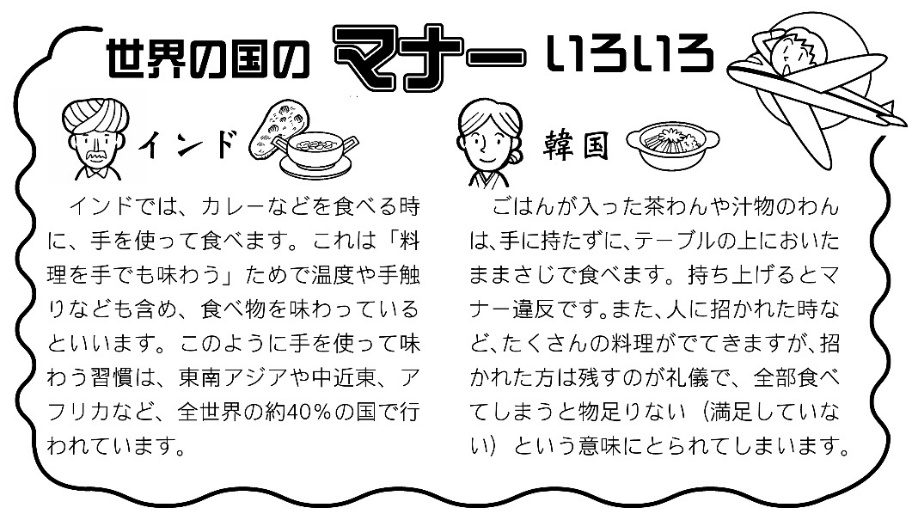 世界の国の マナー いろいろ
インド
　インドでは、カレーなどを食べる時
に、手を使って食べます。これは「料
理を手でも味わう」ためで温度や手触
りなども含め、食べ物を味わっている
といいます。このように手を使って味
わう習慣は、東南アジアや中近東、ア
フリカなど、全世界の約40％の国で行
われています。
韓国
　ごはんが入った茶わんや汁物のわん
は、手に持たずに、テーブルの上においた
ままさじで食べます。持ち上げるとマ
ナー違反です。また、人に招かれた時な
ど、たくさんの料理がでてきますが、招
かれた方は残すのが礼儀で、全部食べ
てしまうと物足りない（満足していな
い）という意味にとられてしまいます。